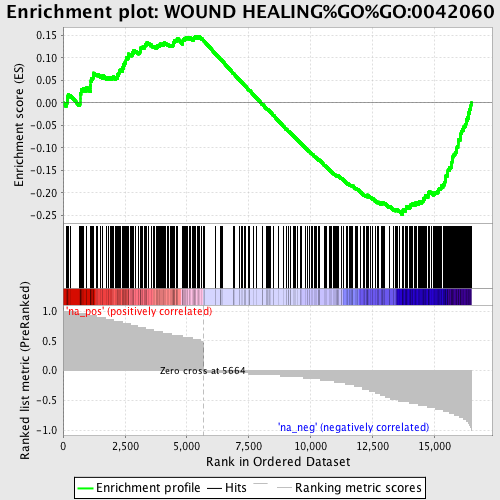 Enrichment plot: WOUND HEALING%GO%GO:0042060
Enrichment score (ES)
0.15
0.10
0.05
0.00
-0.05
-0.10
-0.15
-0.20
-0.25
Ranked list metric (PreRanked)
1.0
0.5
0.0
-0.5
-1.0
'na_pos' (positively correlated)
Zero cross at 5664
'na_neg' (negatively correlated)
0
2,500
5,000
7,500
10,000
12,500
15,000
Rank in Ordered Dataset
Enrichment profile
Hits
Ranking metric scores